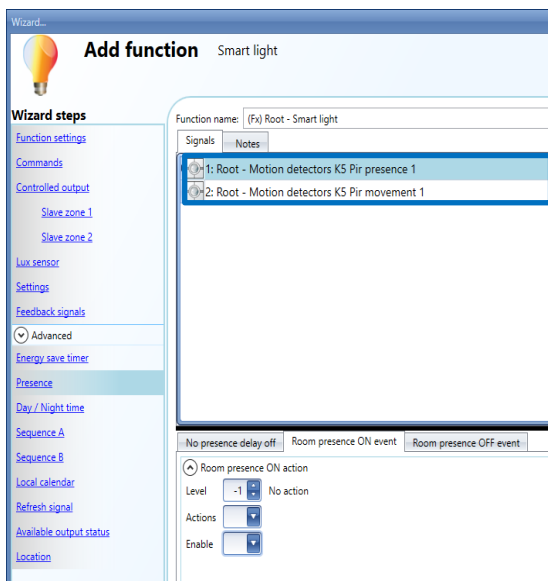 Wizard...
Add function Smart light
Wizard steps
Function settings
Commands
Controlled output
Slave zone 1
Slave zone 2
Lux sensor
Settings
Feedback signals
Advanced
Energy save timer
Presence
Day / Night time
Sequence A
Sequence B
Local calendar
Refresh signal
Available output status
Location
Function name: (Fx) Root - Smart light
Signals Notes
1: Root - Motion detectors K5 Pir presence 1
2: Root - Motion detectors K5 Pir movement 1
No presence delay off Room presence ON event Room presence OFF event
Room presence ON action
Level -1 No action
Actions
Enable